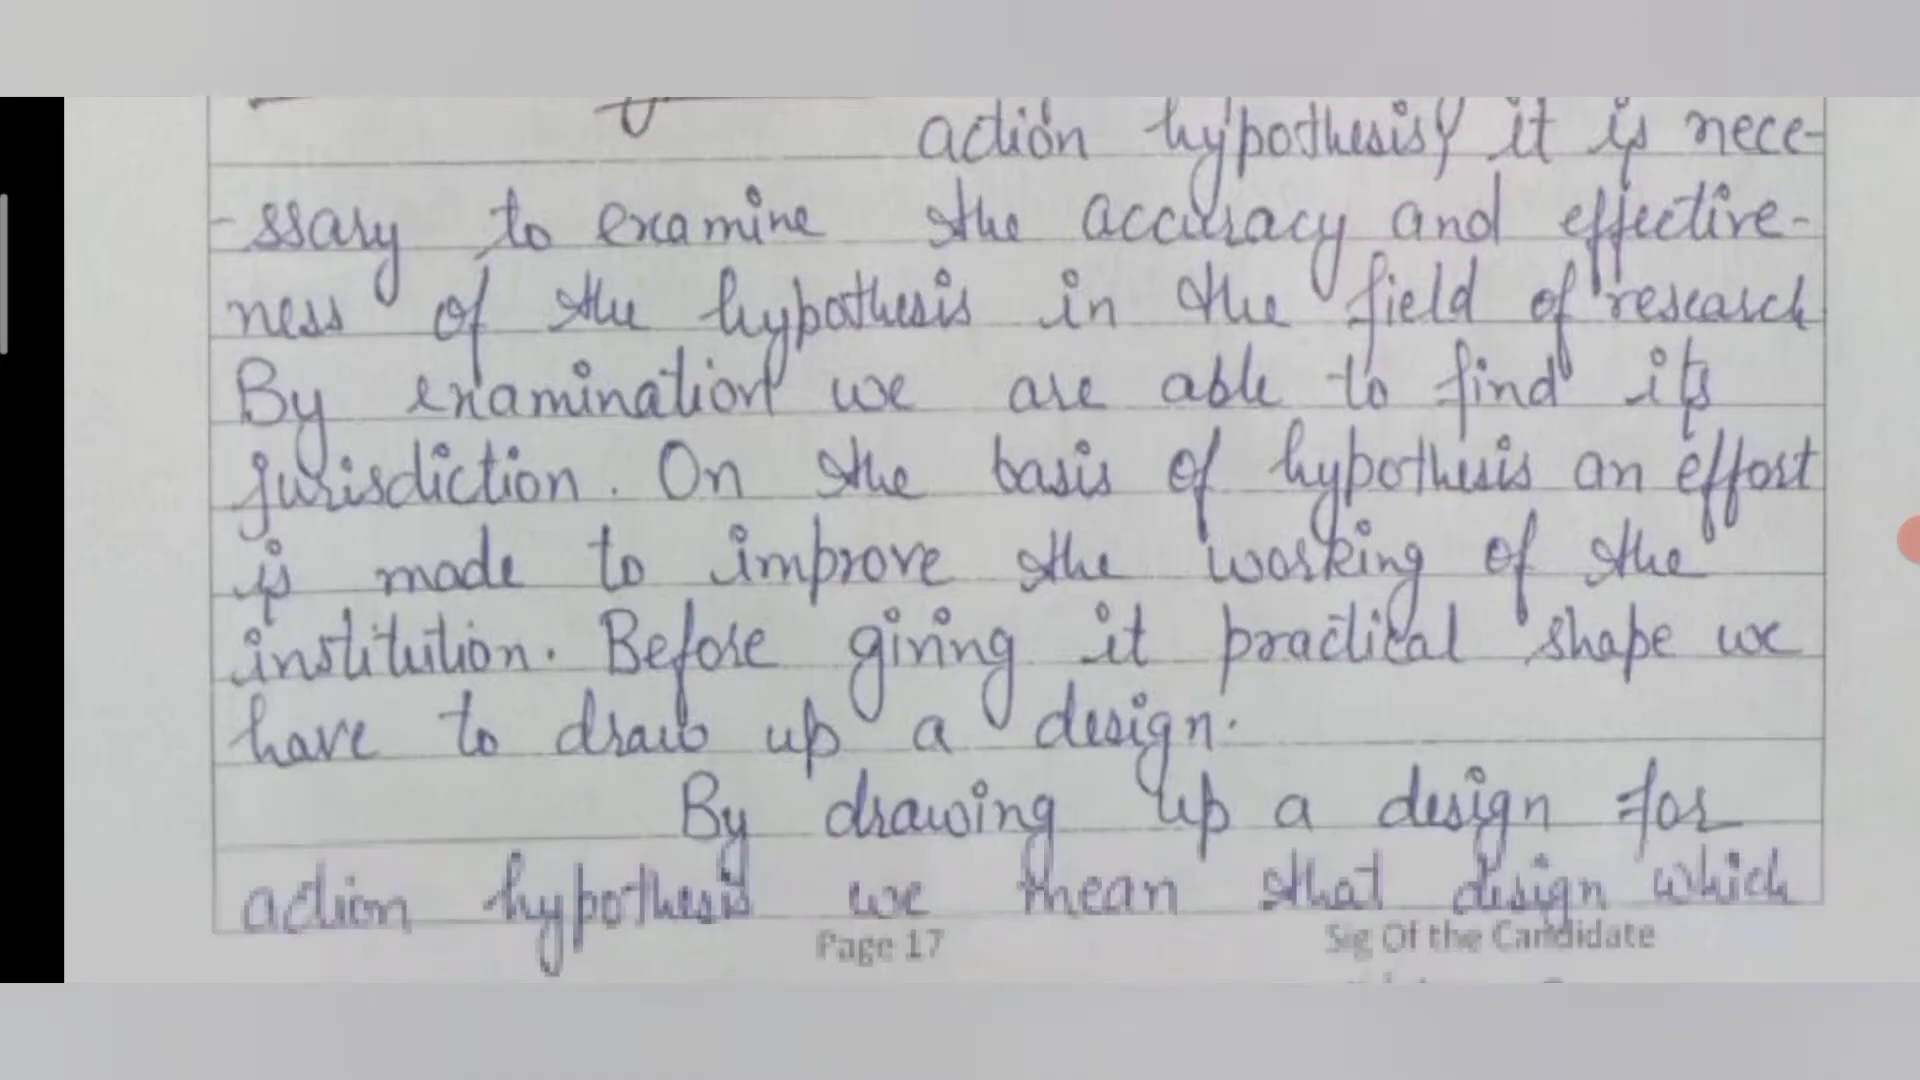 action hypothesis, it is nece-
-ssary to examine the accuracy and effective-
ness of the hypothesis in the field of research
By examination we are able to find its
jurisdiction. On the basis of hypothesis an effort
is made to improve the working of the
institution. Before giving it practical shape we
have to draw up a design.
By drawing up a design for
action hypothesis we mean that design which
Page 17 Sig Of the Candidate